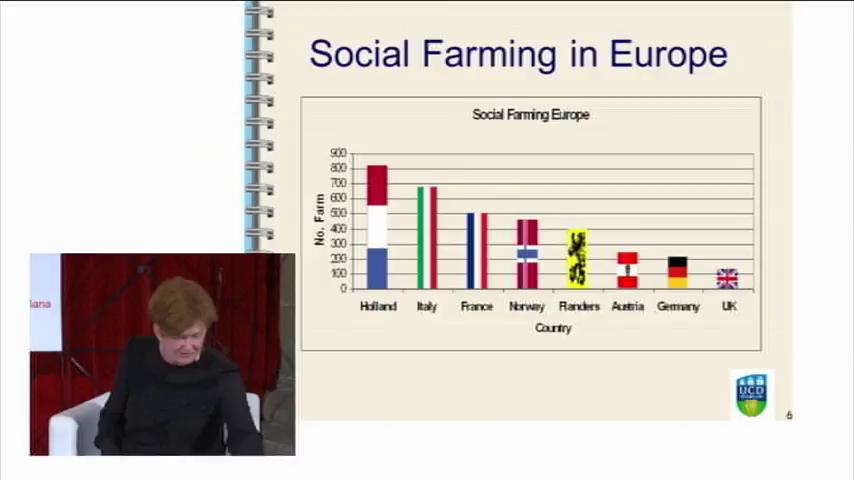 Social Farming in Europe
Social Farming Europe
900
800
700
600
500
400
300
200
100
0
No. Farm
Holland
Italy
France
Norway
Flanders
Austria
Germany
UK
Country
UCD
6